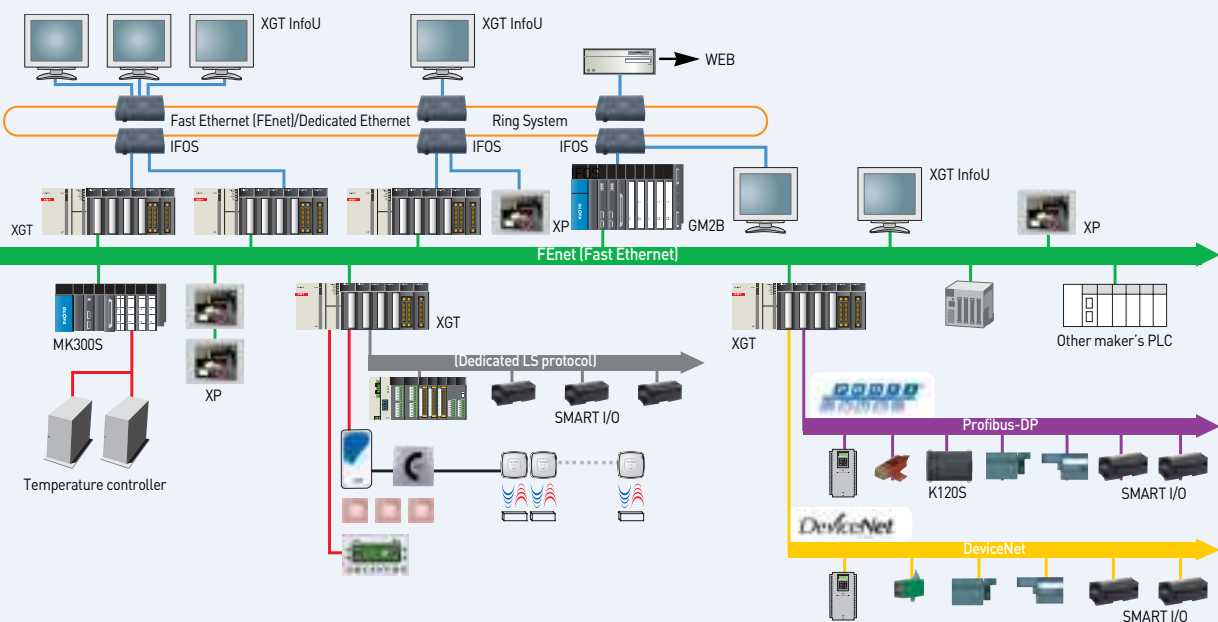 XGT InfoU
XGT InfoU
WEB
Fast Ethernet (FEnet)/Dedicated Ethernet
Ring System
IFOS
IFOS
IFOS
IFOS
XGT InfoU
XGT
XP
GM2B
XP
FEnet (Fast Ethernet)
MK300S
XP
XGT
XGT
Other maker's PLC
(Dedicated LS protocol)
SMART I/O
Temperature controller
Profibus-DP
K120S
SMART I/O
DeviceNet
DeviceNet
SMART I/O